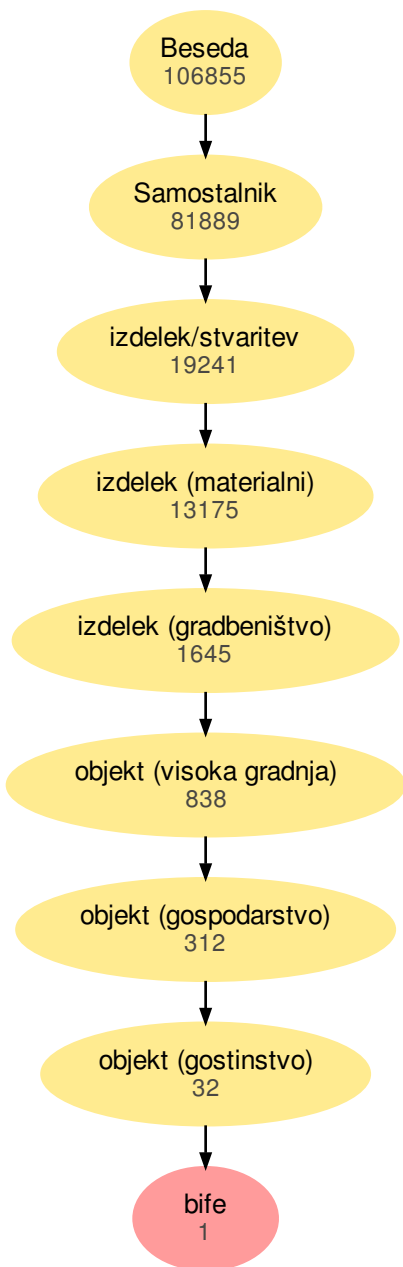 Beseda
106855
Samostalnik
81889
izdelek/stvaritev
19241
izdelek (materialni)
13175
izdelek (gradbeništvo)
1645
objekt (visoka gradnja)
838
objekt (gospodarstvo)
312
objekt (gostinstvo)
32
bife
1